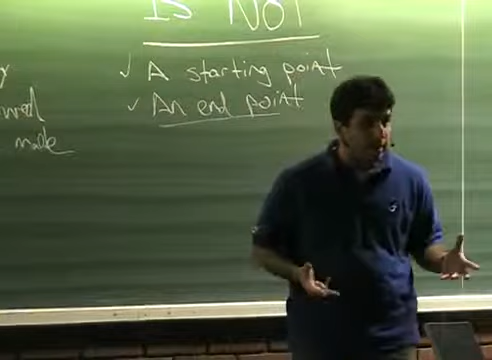 IS NOT
✓ A starting point
✓ An end point
made